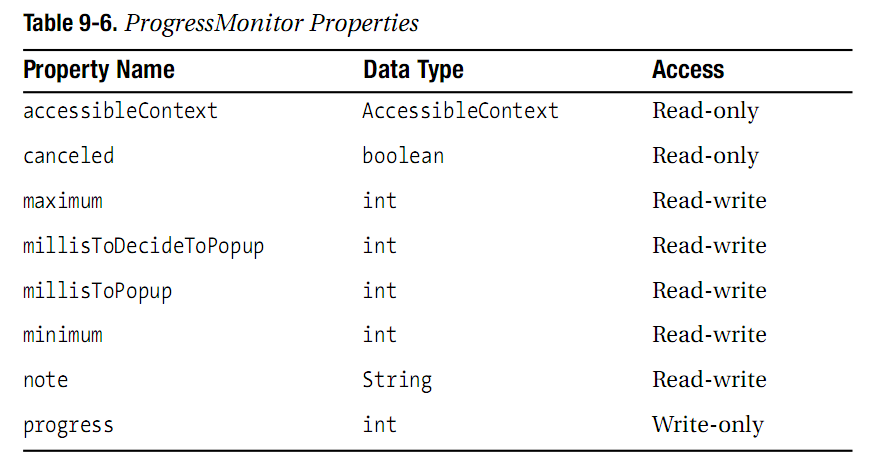 Table 9-6. ProgressMonitor Properties
Property Name Data Type Access
accessibleContext AccessibleContext Read-only
canceled boolean Read-only
maximum int Read-write
millisToDecideToPopup int Read-write
millisToPopup int Read-write
minimum int Read-write
note String Read-write
progress int Write-only